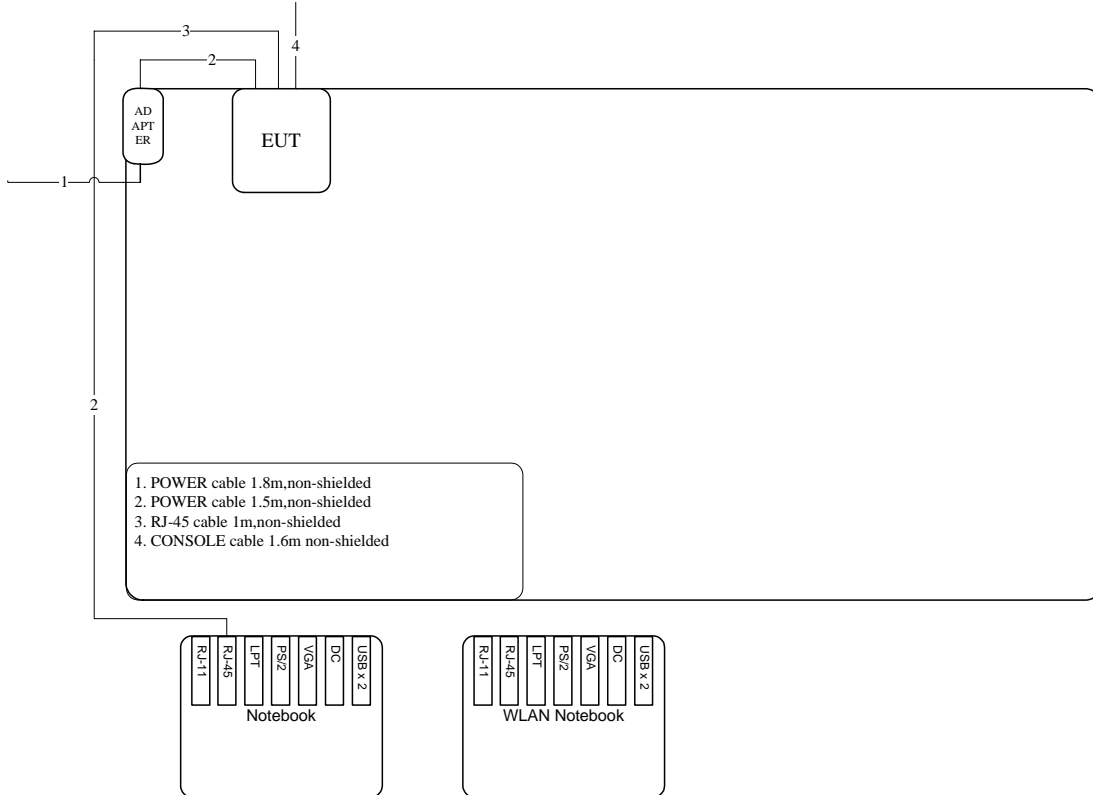 3
4
2
AD
APT
ER
EUT
1
2
1. POWER cable 1.8m,non-shielded
2. POWER cable 1.5m,non-shielded
3. RJ-45 cable 1m,non-shielded
4. CONSOLE cable 1.6m non-shielded
RJ-11
RJ-45
LPT
PS/2
VGA
DC
USB x 2
Notebook
RJ-11
RJ-45
LPT
PS/2
VGA
DC
USB x 2
WLAN Notebook